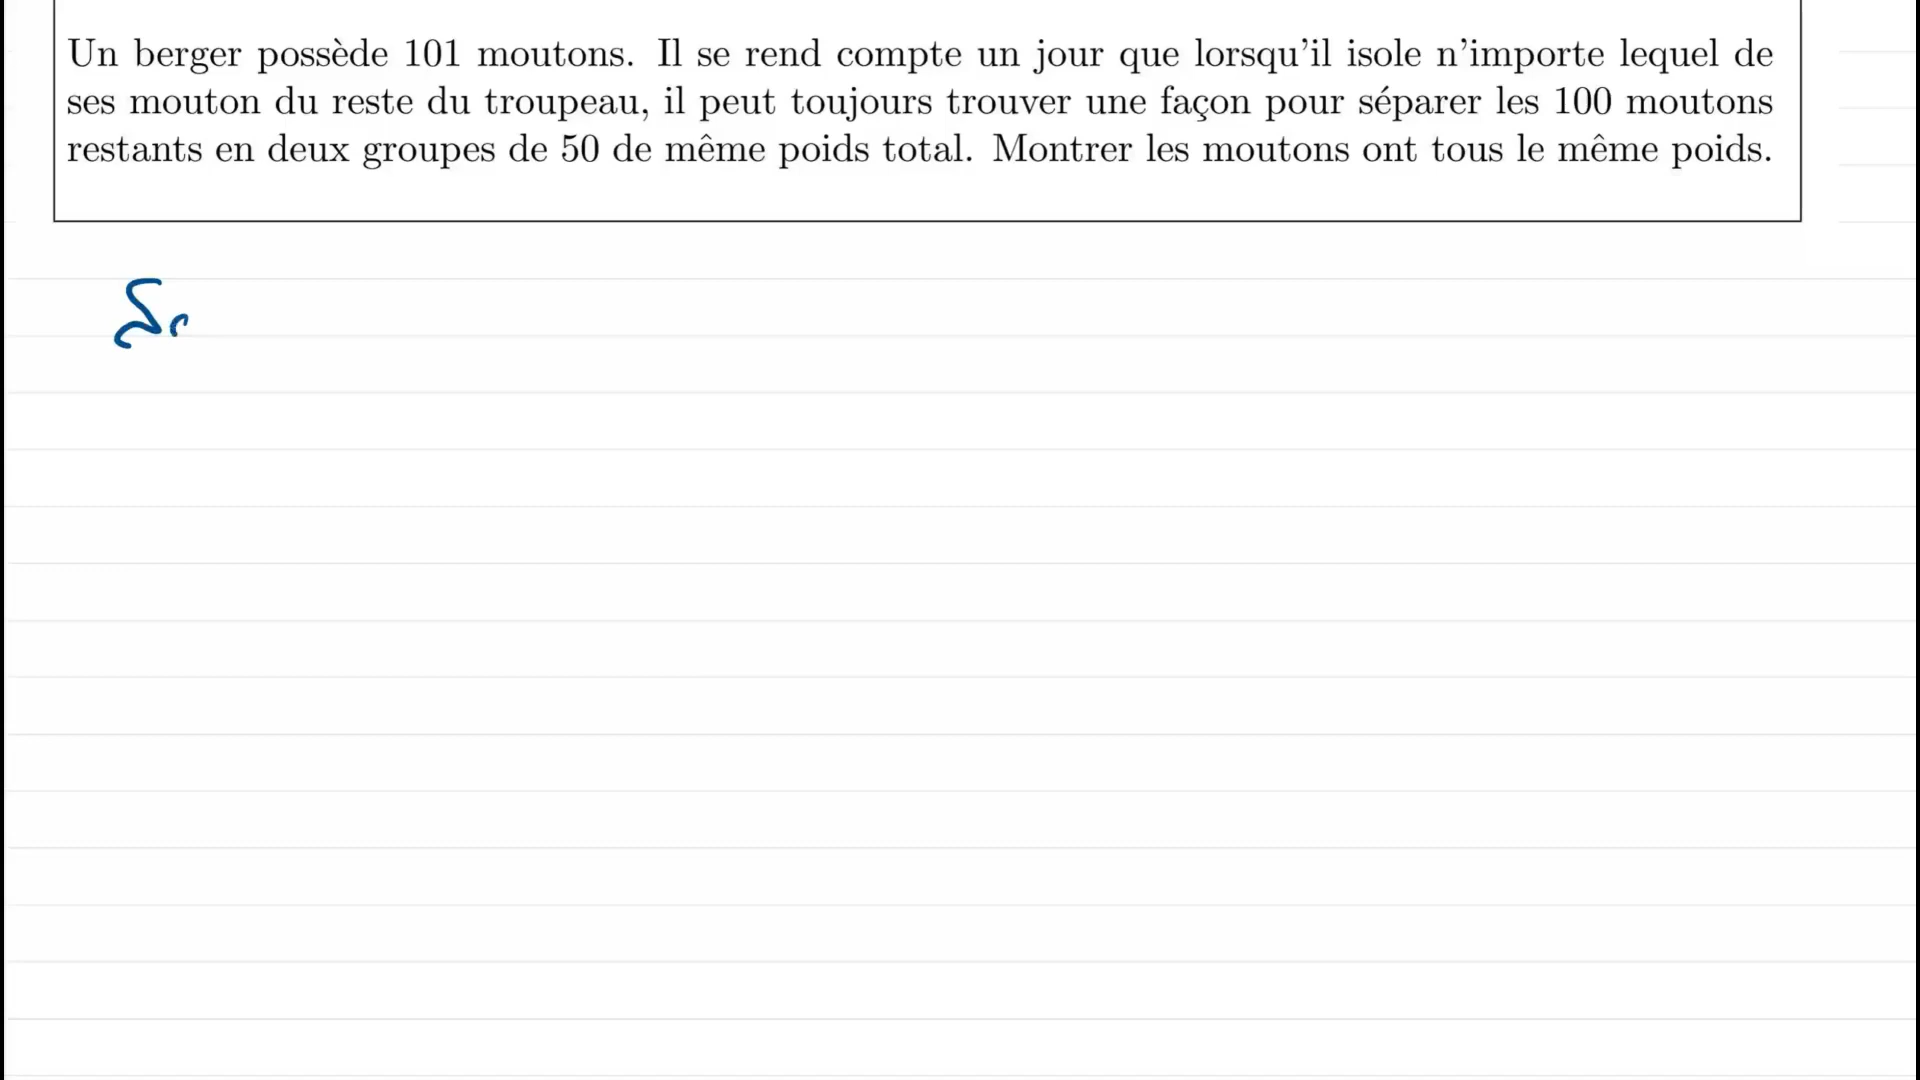 Un berger possède 101 moutons. Il se rend compte un jour que lorsqu'il isole n'importe lequel de
ses mouton du reste du troupeau, il peut toujours trouver une façon pour séparer les 100 moutons
restants en deux groupes de 50 de même poids total. Montrer les moutons ont tous le même poids.